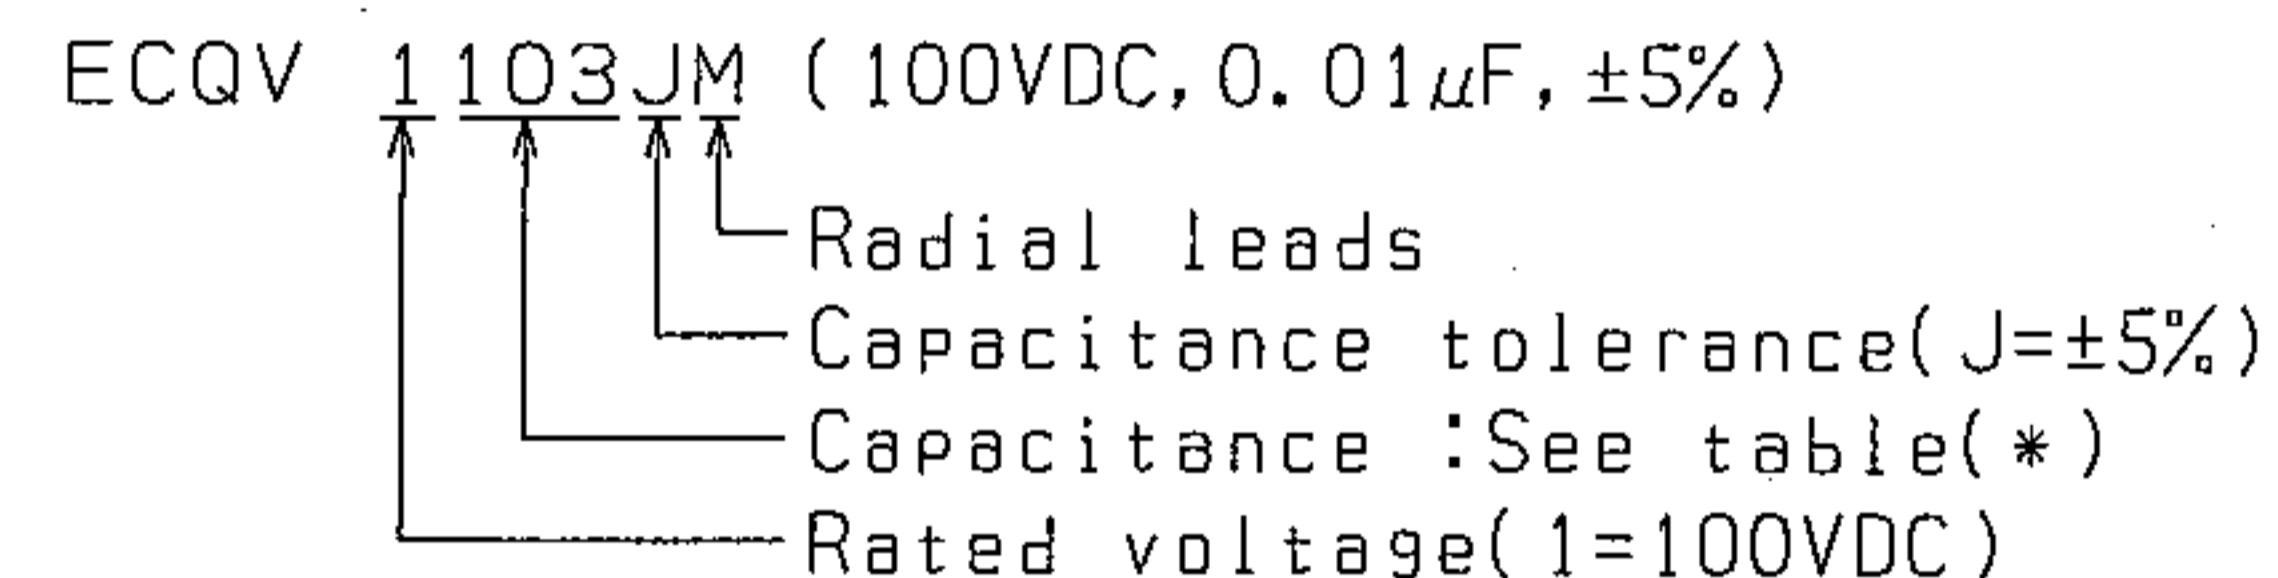 ECQV 1103JM (100VDC, 0.01μF, ±5%)
Radial leads
Capacitance tolerance(J=±5%)
Capacitance :See table(*)
Rated voltage(1=100VDC)